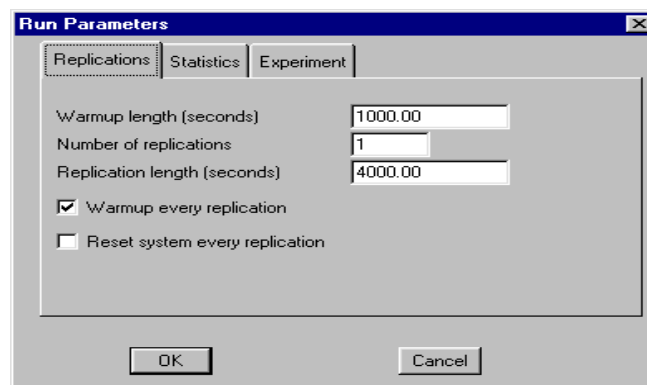 Run Parameters
Replications Statistics Experiment
Warmup length (seconds) 1000.00
Number of replications 1
Replication length (seconds) 4000.00
Warmup every replication
Reset system every replication
OK Cancel